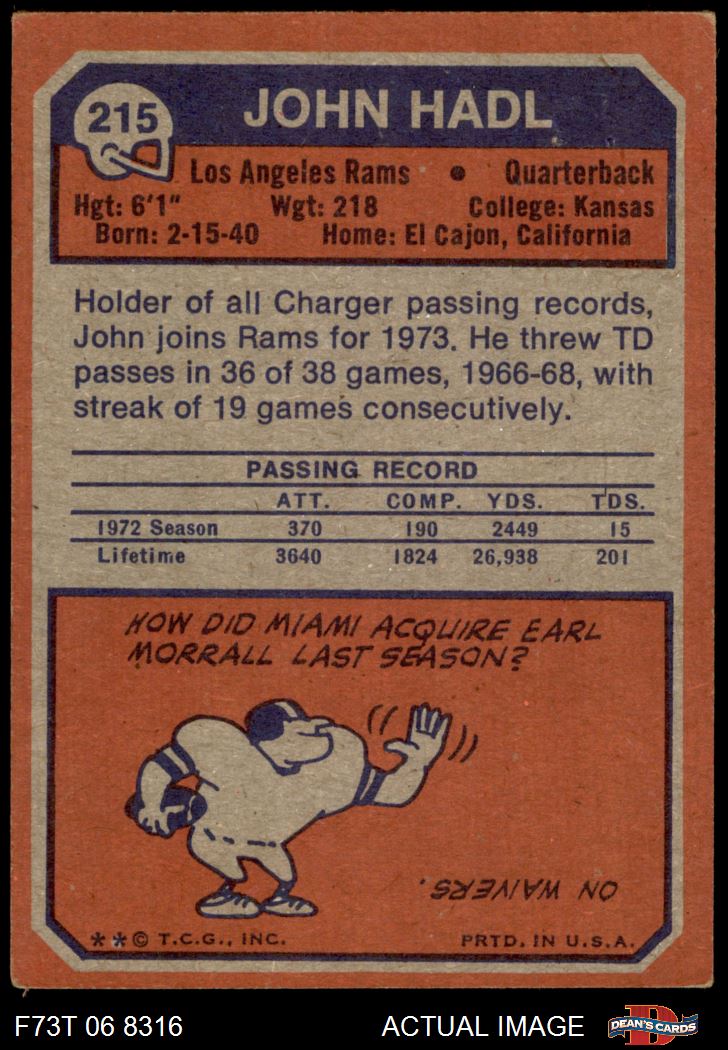 215
JOHN HADL
Los Angeles Rams • Quarterback
Hgt: 6'1" Wgt: 218 College: Kansas
Born: 2-15-40 Home: El Cajon, California
Holder of all Charger passing records,
John joins Rams for 1973. He threw TD
passes in 36 of 38 games, 1966-68, with
streak of 19 games consecutively.
PASSING RECORD
ATT. COMP. YDS. TDS.
1972 Season 370 190 2449 15
Lifetime 3640 1824 26,938 201
HOW DID MIAMI ACQUIRE EARL
MORRALL LAST SEASON?
ON WAIVERS.
**© T.C.G., INC. PRTD. IN U.S.A.
F73T 06 8316 ACTUAL IMAGE D DEAN'S CARDS